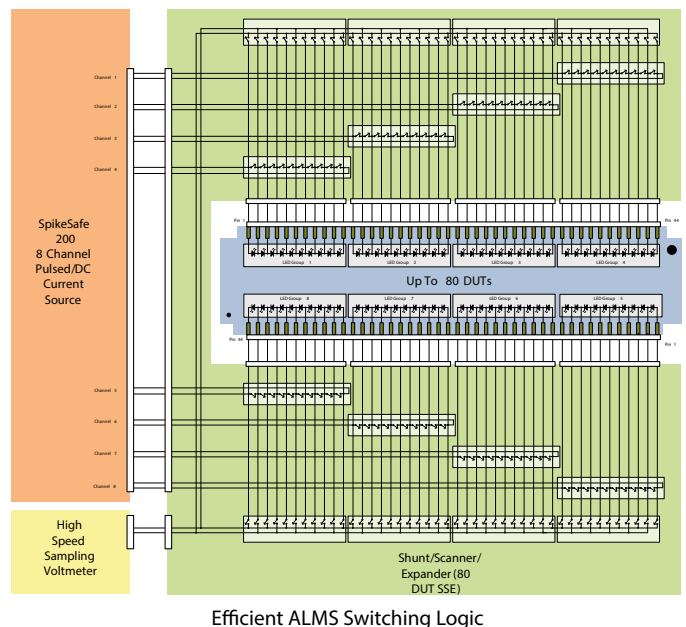 Channel 1
Channel 2
Channel 3
Channel 4
SpikeSafe
200
8 Channel
Pulsed/DC
Current
Source
Pin 1
Pin 44
LED Group 1
LED Group 2
LED Group 3
LED Group 4
Up To 80 DUTs
LED Group 8
LED Group 7
LED Group 6
LED Group 5
Pin 44
Pin 1
Channel 5
Channel 6
Channel 7
Channel 8
High
Speed
Sampling
Voltmeter
Shunt/Scanner/
Expander (80
DUT SSE)
Efficient ALMS Switching Logic